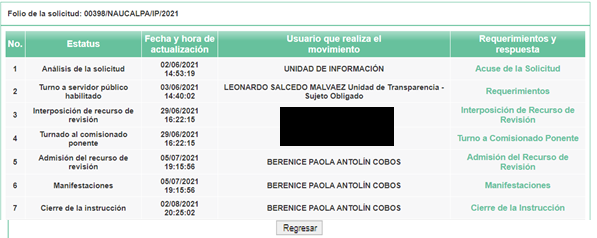 Folio de la solicitud: 00398/NAUCALPA/IP/2021
No. Estatus Fecha y hora de actualización Usuario que realiza el movimiento Requerimientos y respuesta
1 Análisis de la solicitud 02/06/2021 14:53:19 UNIDAD DE INFORMACIÓN Acuse de la Solicitud
2 Turno a servidor público habilitado 03/06/2021 14:40:02 LEONARDO SALCEDO MALVAEZ Unidad de Transparencia - Sujeto Obligado Requerimientos
3 Interposición de recurso de revisión 29/06/2021 16:22:15 Interposición de Recurso de Revisión
4 Turnado al comisionado ponente 29/06/2021 16:22:15 Turno a Comisionado Ponente
5 Admisión del recurso de revisión 05/07/2021 19:15:56 BERENICE PAOLA ANTOLÍN COBOS Admisión del Recurso de Revisión
6 Manifestaciones 05/07/2021 19:15:56 BERENICE PAOLA ANTOLÍN COBOS Manifestaciones
7 Cierre de la instrucción 02/08/2021 20:25:02 BERENICE PAOLA ANTOLÍN COBOS Cierre de la Instrucción
Regresar